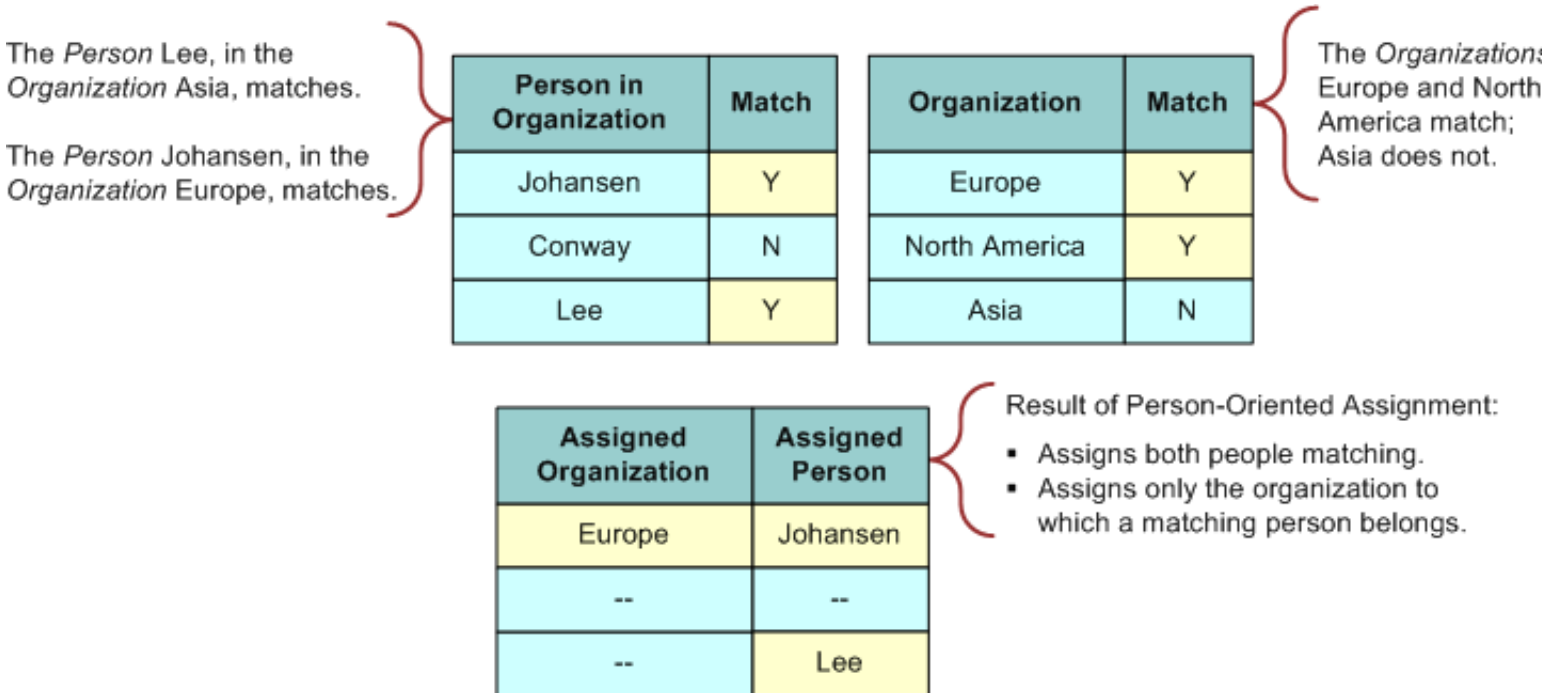 The Person Lee, in the
Organization Asia, matches.
The Person Johansen, in the
Organization Europe, matches.
Person in
Organization
Match
Johansen
Y
Conway
N
Lee
Y
Organization
Match
Europe
Y
North America
Y
Asia
N
The Organizations
Europe and North
America match;
Asia does not.
Assigned
Organization
Assigned
Person
Europe
Johansen
--
--
--
Lee
Result of Person-Oriented Assignment:
▪ Assigns both people matching.
▪ Assigns only the organization to
which a matching person belongs.